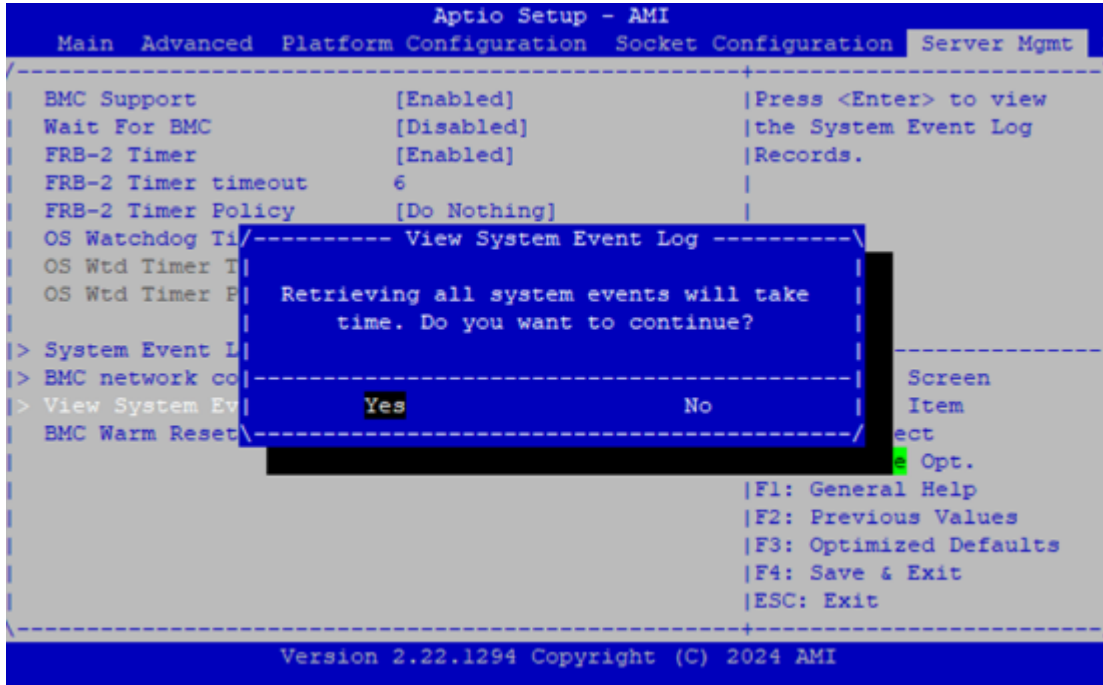 Aptio Setup - AMI
Main Advanced Platform Configuration Socket Configuration Server Mgmt
BMC Support [Enabled] |Press <Enter> to view
Wait For BMC [Disabled] |the System Event Log
FRB-2 Timer [Enabled] |Records.
FRB-2 Timer timeout 6
FRB-2 Timer Policy [Do Nothing]
OS Watchdog Ti/---------- View System Event Log ----------\
OS Wtd Timer T
OS Wtd Timer P| Retrieving all system events will take
time. Do you want to continue?
> System Event L
> BMC network co Screen
> View System Ev Yes No Item
BMC Warm Reset ect
e Opt.
|F1: General Help
|F2: Previous Values
|F3: Optimized Defaults
|F4: Save & Exit
|ESC: Exit
Version 2.22.1294 Copyright (C) 2024 AMI